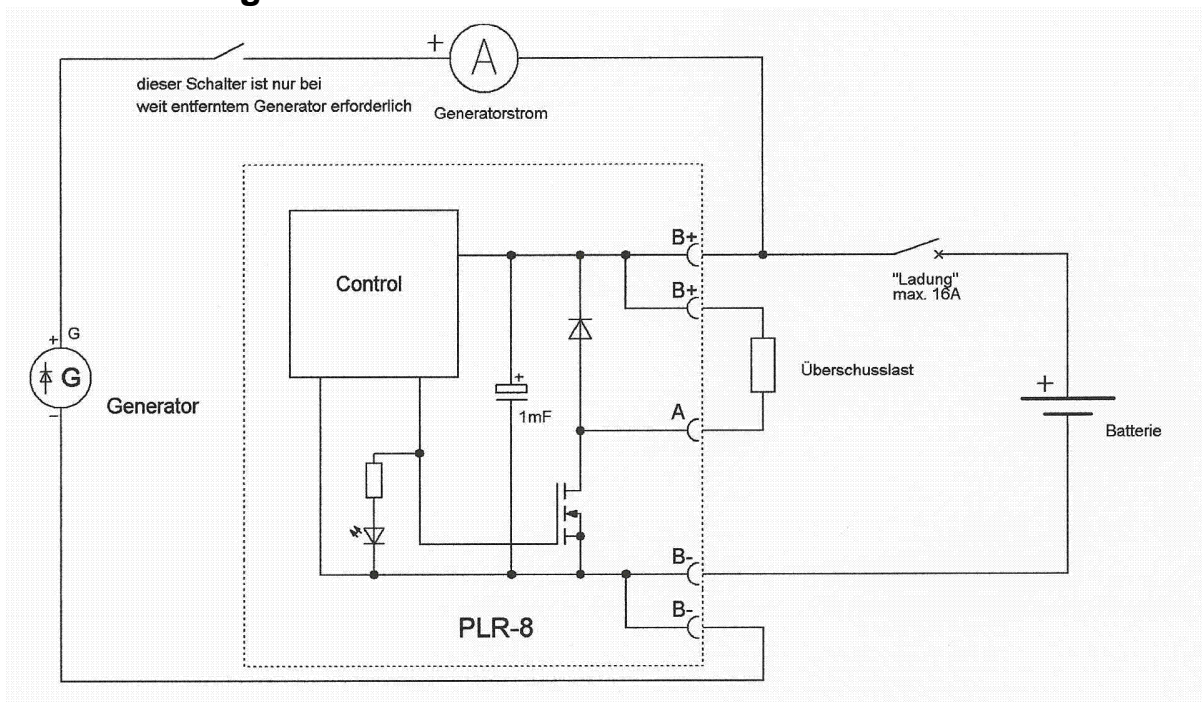 +
A
dieser Schalter ist nur bei
weit entferntem Generator erforderlich
Generatorstrom
B+
Control
"Ladung"
max. 16A
B+
+ G
G
Überschusslast
+
+
Generator
1mF
A
Batterie
−
B-
B-
PLR-8